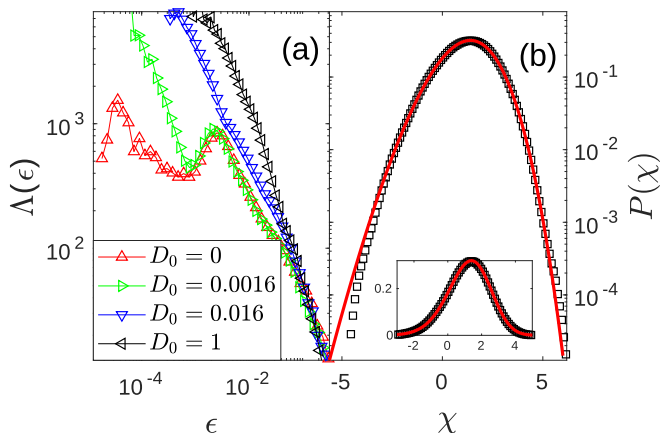 (a)
Λ(ϵ)
10^3
10^2
D_0 = 0
D_0 = 0.0016
D_0 = 0.016
D_0 = 1
10^-4
10^-2
ϵ
(b)
10^-1
10^-2
10^-3
10^-4
P(χ)
0.2
0
-2 0 2 4
-5 0 5
χ